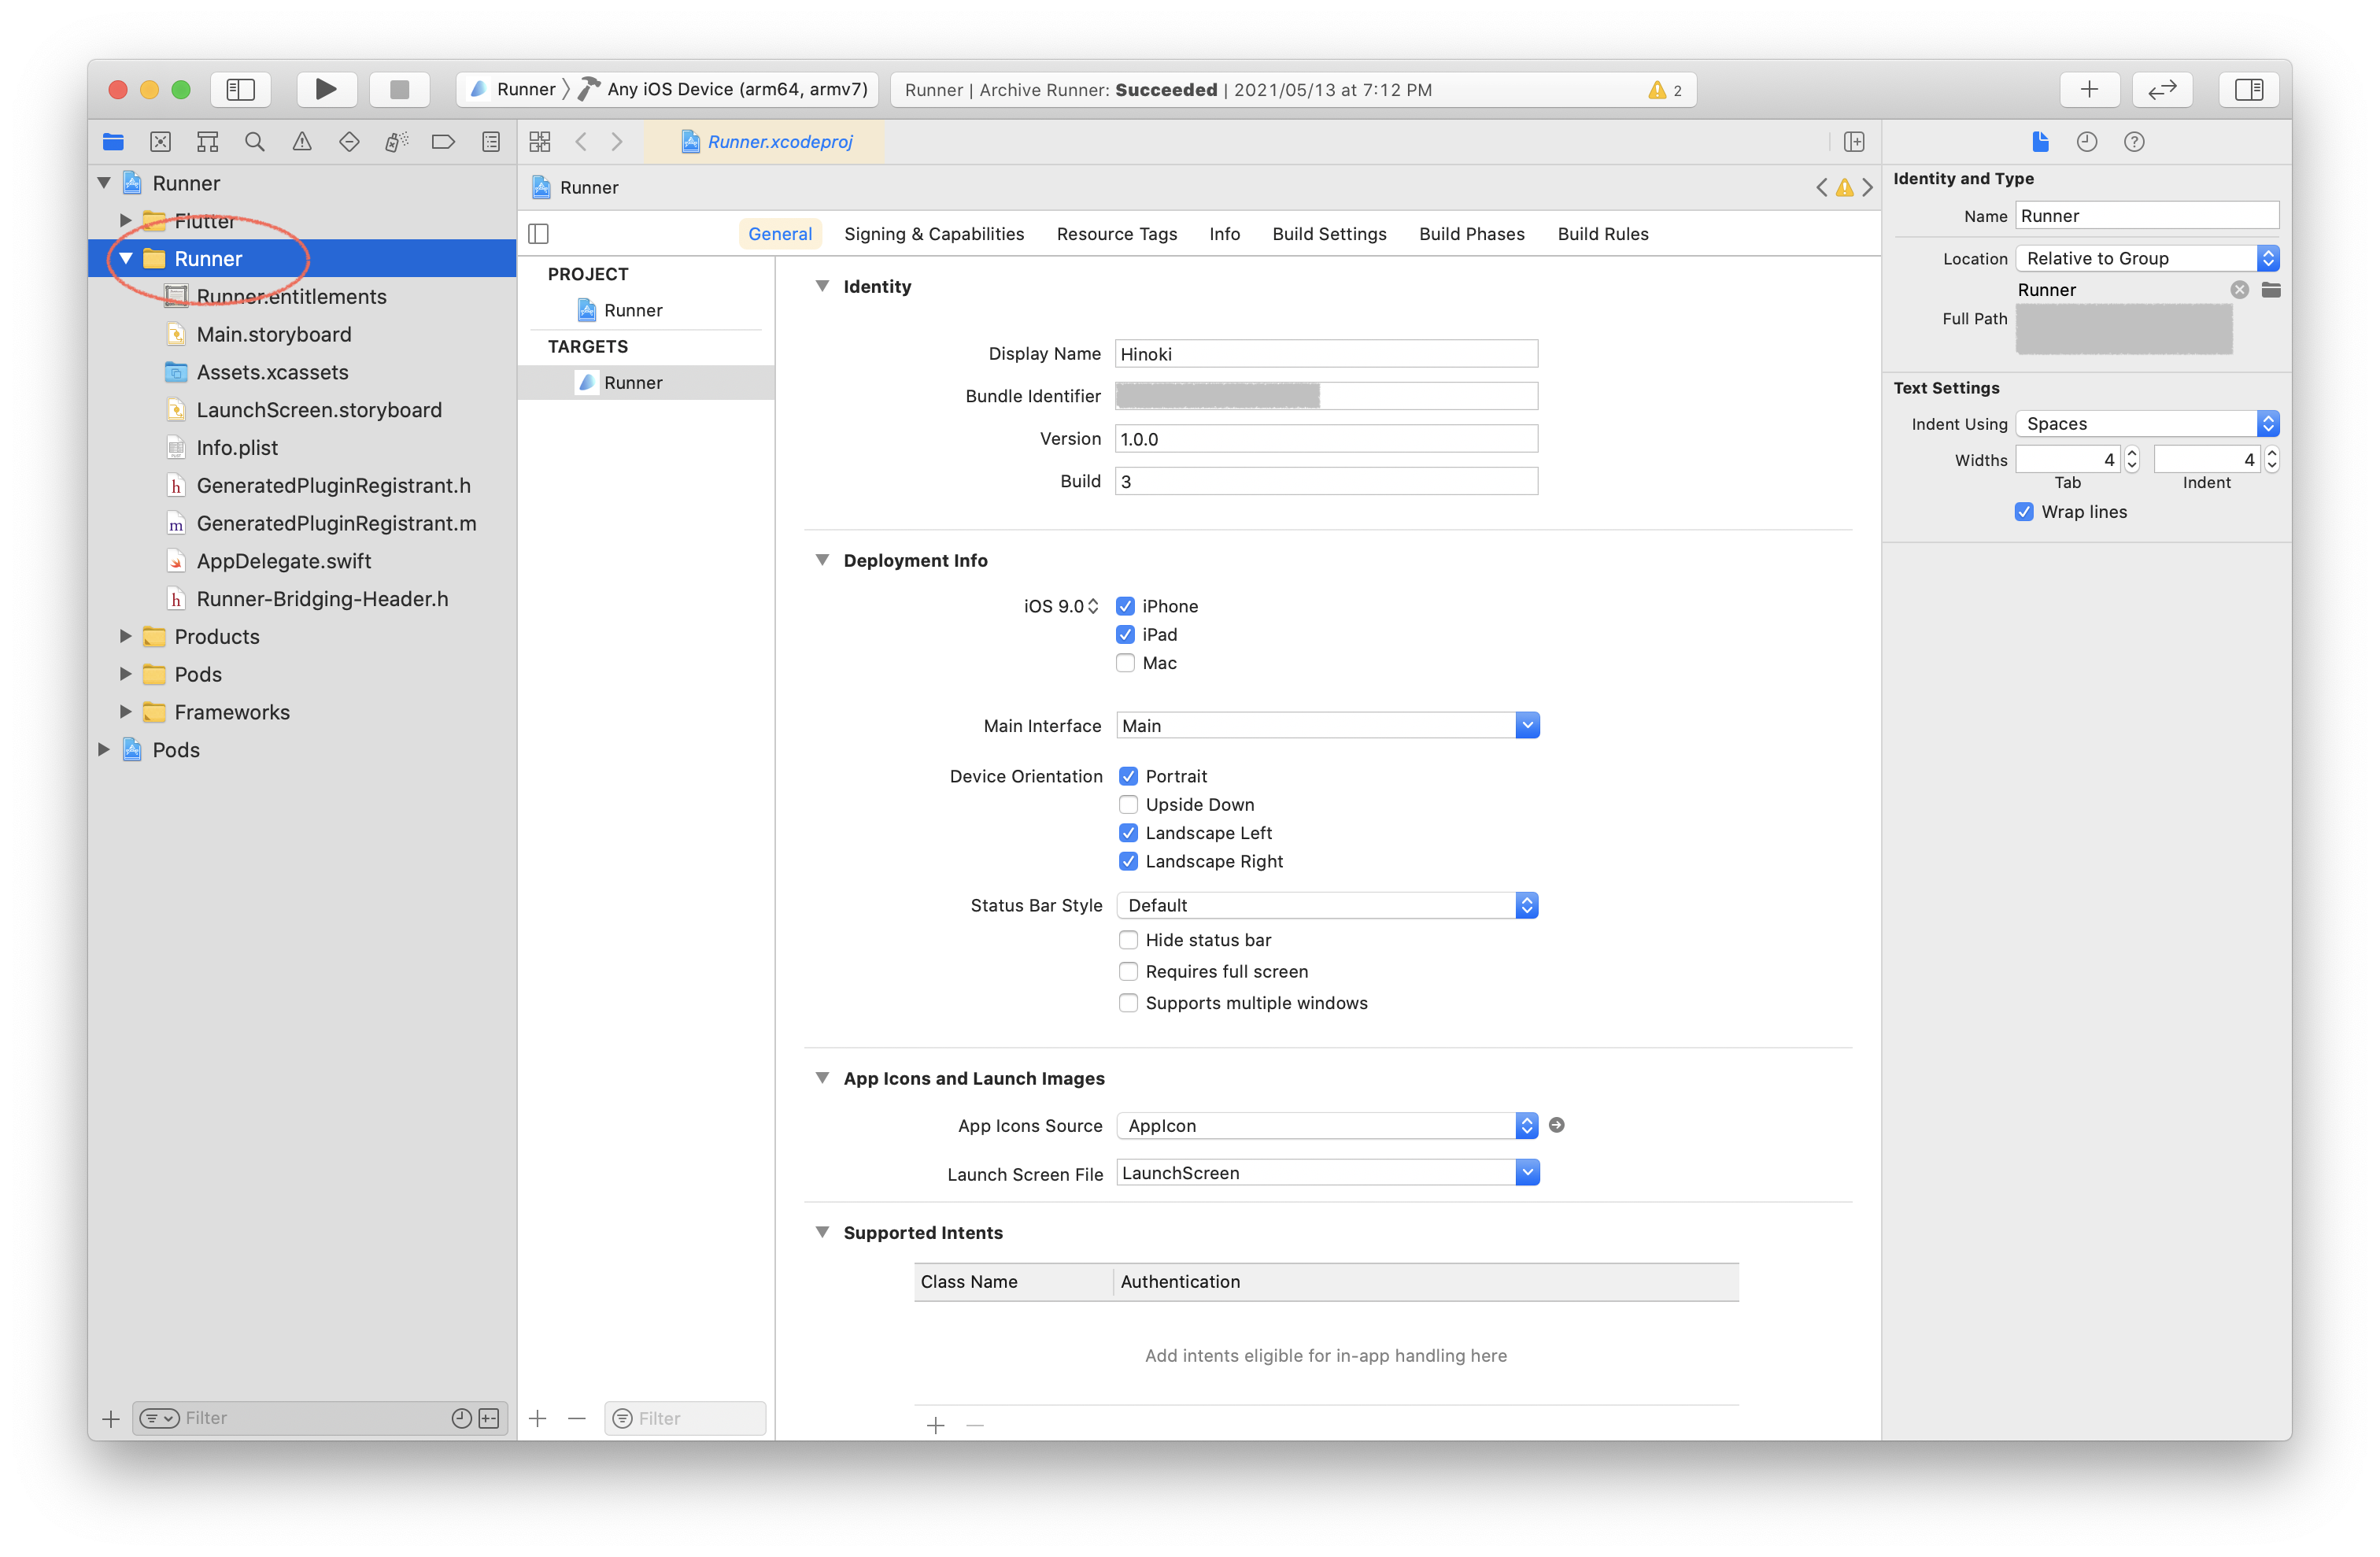 Runner 〉 Any iOS Device (arm64, armv7)
Runner | Archive Runner: Succeeded | 2021/05/13 at 7:12 PM
2
Runner.xcodeproj
Runner
Flutter
Runner
Runner.entitlements
Main.storyboard
Assets.xcassets
LaunchScreen.storyboard
Info.plist
GeneratedPluginRegistrant.h
GeneratedPluginRegistrant.m
AppDelegate.swift
Runner-Bridging-Header.h
Products
Pods
Frameworks
Pods
Filter
Runner
General Signing & Capabilities Resource Tags Info Build Settings Build Phases Build Rules
PROJECT
Runner
TARGETS
Runner
Filter
Identity
Display Name Hinoki
Bundle Identifier
Version 1.0.0
Build 3
Deployment Info
iOS 9.0 iPhone
iPad
Mac
Main Interface Main
Device Orientation Portrait
Upside Down
Landscape Left
Landscape Right
Status Bar Style Default
Hide status bar
Requires full screen
Supports multiple windows
App Icons and Launch Images
App Icons Source AppIcon
Launch Screen File LaunchScreen
Supported Intents
Class Name Authentication
Add intents eligible for in-app handling here
Identity and Type
Name Runner
Location Relative to Group
Runner
Full Path
Text Settings
Indent Using Spaces
Widths 4 4
Tab Indent
Wrap lines